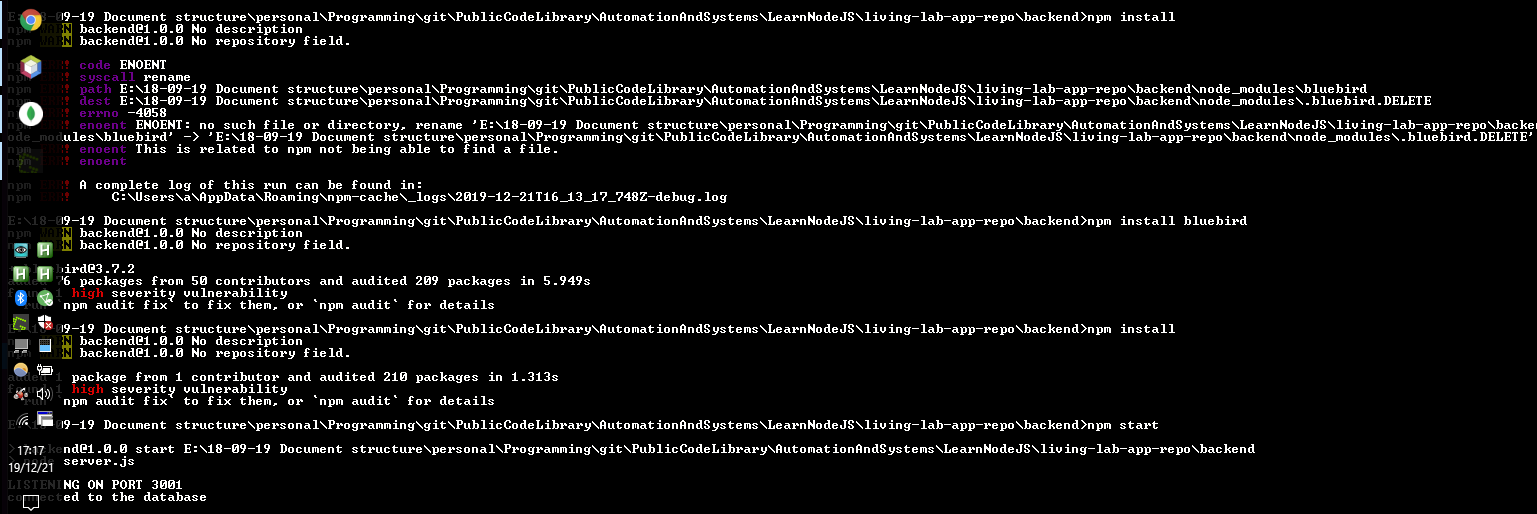 E:\18-09-19 Document structure\personal\Programming\git\PublicCodeLibrary\AutomationAndSystems\LearnNodeJS\living-lab-app-repo\backend>npm install
npm WARN backend@1.0.0 No description
npm WARN backend@1.0.0 No repository field.
npm ERR! code ENOENT
npm ERR! syscall rename
npm ERR! path E:\18-09-19 Document structure\personal\Programming\git\PublicCodeLibrary\AutomationAndSystems\LearnNodeJS\living-lab-app-repo\backend\node_modules\bluebird
npm ERR! dest E:\18-09-19 Document structure\personal\Programming\git\PublicCodeLibrary\AutomationAndSystems\LearnNodeJS\living-lab-app-repo\backend\node_modules\.bluebird.DELETE
npm ERR! errno -4058
npm ERR! enoent ENOENT: no such file or directory, rename 'E:\18-09-19 Document structure\personal\Programming\git\PublicCodeLibrary\AutomationAndSystems\LearnNodeJS\living-lab-app-repo\backend\n
ode_modules\bluebird' -> 'E:\18-09-19 Document structure\personal\Programming\git\PublicCodeLibrary\AutomationAndSystems\LearnNodeJS\living-lab-app-repo\backend\node_modules\.bluebird.DELETE'
npm ERR! enoent This is related to npm not being able to find a file.
npm ERR! enoent
npm ERR! A complete log of this run can be found in:
npm ERR! C:\Users\a\AppData\Roaming\npm-cache\_logs\2019-12-21T16_13_17_748Z-debug.log
E:\18-09-19 Document structure\personal\Programming\git\PublicCodeLibrary\AutomationAndSystems\LearnNodeJS\living-lab-app-repo\backend>npm install bluebird
npm WARN backend@1.0.0 No description
npm WARN backend@1.0.0 No repository field.
bird@3.7.2
added 76 packages from 50 contributors and audited 209 packages in 5.949s
found 1 high severity vulnerability
run `npm audit fix` to fix them, or `npm audit` for details
E:\18-09-19 Document structure\personal\Programming\git\PublicCodeLibrary\AutomationAndSystems\LearnNodeJS\living-lab-app-repo\backend>npm install
npm WARN backend@1.0.0 No description
npm WARN backend@1.0.0 No repository field.
added 1 package from 1 contributor and audited 210 packages in 1.313s
found 1 high severity vulnerability
run `npm audit fix` to fix them, or `npm audit` for details
E:\18-09-19 Document structure\personal\Programming\git\PublicCodeLibrary\AutomationAndSystems\LearnNodeJS\living-lab-app-repo\backend>npm start
> backend@1.0.0 start E:\18-09-19 Document structure\personal\Programming\git\PublicCodeLibrary\AutomationAndSystems\LearnNodeJS\living-lab-app-repo\backend
17:17
> node server.js
19/12/21
LISTENING ON PORT 3001
connected to the database